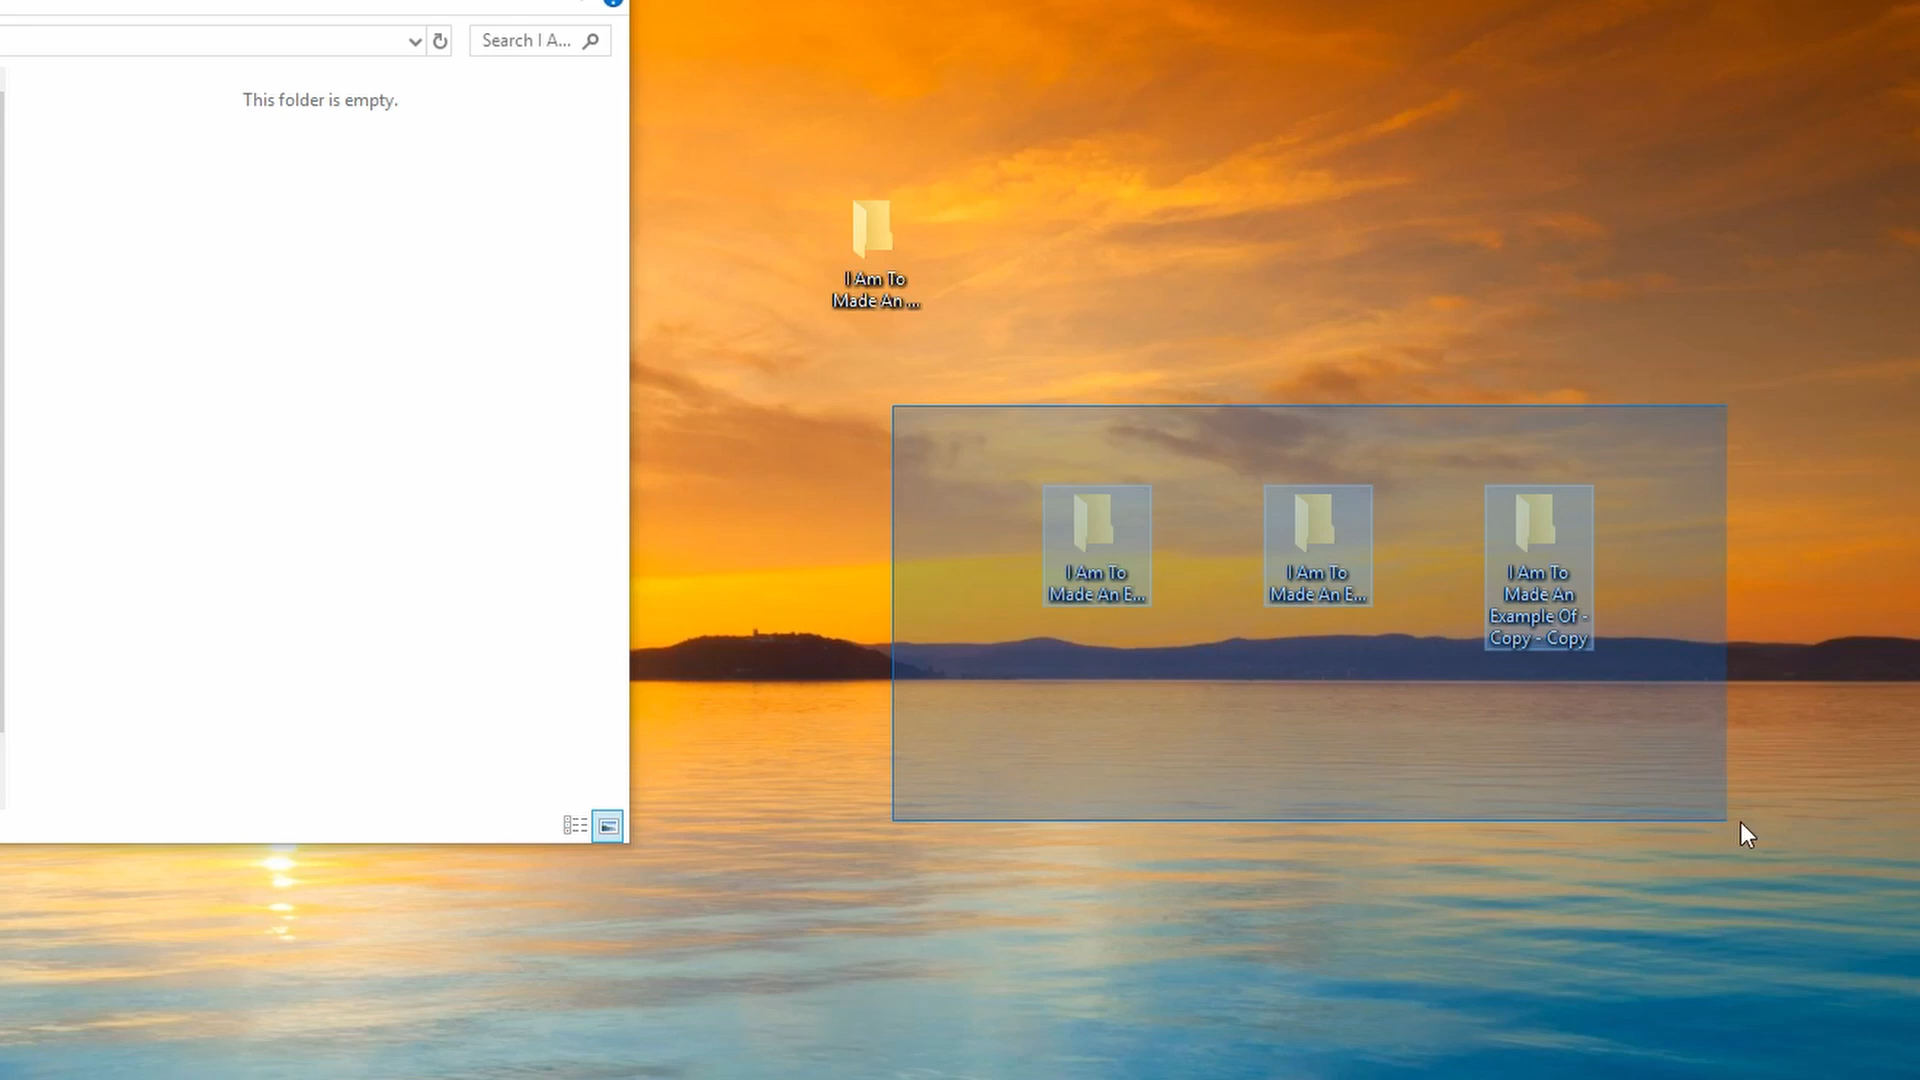 Search I A...
This folder is empty.
I Am To
Made An ...
I Am To
Made An E...
I Am To
Made An E...
I Am To
Made An
Example Of -
Copy - Copy